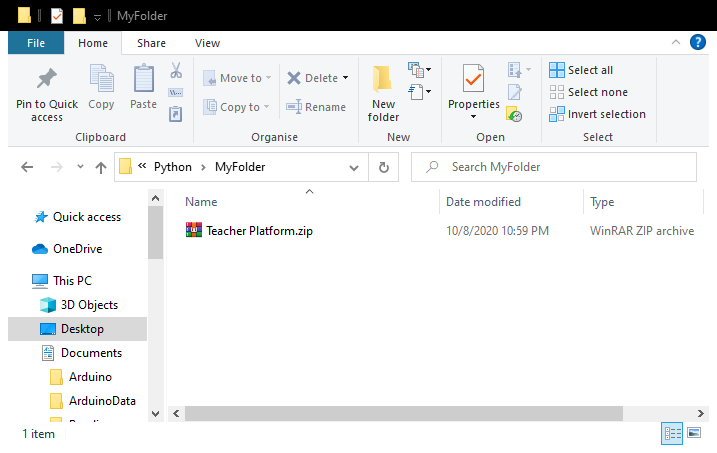 MyFolder
File Home Share View
Pin to Quick access
Copy
Paste
Clipboard
Move to
Copy to
Delete
Rename
Organise
New folder
New
Properties
Open
Select all
Select none
Invert selection
Select
« Python > MyFolder
Search MyFolder
Name Date modified Type
Teacher Platform.zip 10/8/2020 10:59 PM WinRAR ZIP archive
Quick access
OneDrive
This PC
3D Objects
Desktop
Documents
Arduino
ArduinoData
1 item